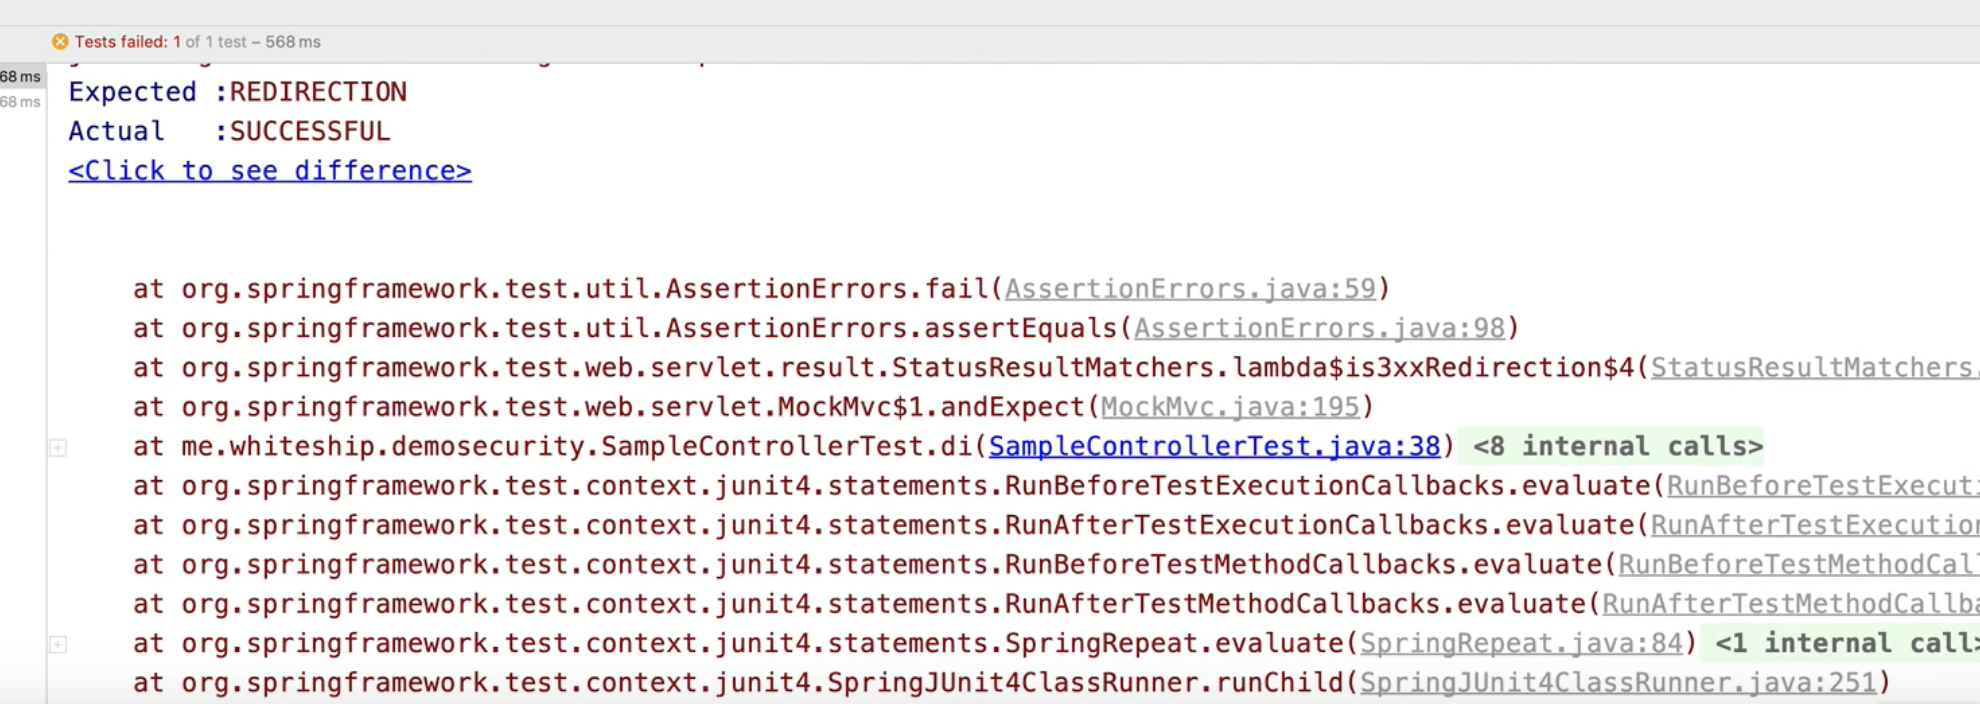 Tests failed: 1 of 1 test – 568 ms
68 ms
68 ms
Expected :REDIRECTION
Actual   :SUCCESSFUL
<Click to see difference>
at org.springframework.test.util.AssertionErrors.fail(AssertionErrors.java:59)
at org.springframework.test.util.AssertionErrors.assertEquals(AssertionErrors.java:98)
at org.springframework.test.web.servlet.result.StatusResultMatchers.lambda$is3xxRedirection$4(StatusResultMatchers.
at org.springframework.test.web.servlet.MockMvc$1.andExpect(MockMvc.java:195)
at me.whiteship.demosecurity.SampleControllerTest.di(SampleControllerTest.java:38) <8 internal calls>
at org.springframework.test.context.junit4.statements.RunBeforeTestExecutionCallbacks.evaluate(RunBeforeTestExecuti
at org.springframework.test.context.junit4.statements.RunAfterTestExecutionCallbacks.evaluate(RunAfterTestExecution
at org.springframework.test.context.junit4.statements.RunBeforeTestMethodCallbacks.evaluate(RunBeforeTestMethodCal
at org.springframework.test.context.junit4.statements.RunAfterTestMethodCallbacks.evaluate(RunAfterTestMethodCallba
at org.springframework.test.context.junit4.statements.SpringRepeat.evaluate(SpringRepeat.java:84) <1 internal call>
at org.springframework.test.context.junit4.SpringJUnit4ClassRunner.runChild(SpringJUnit4ClassRunner.java:251)